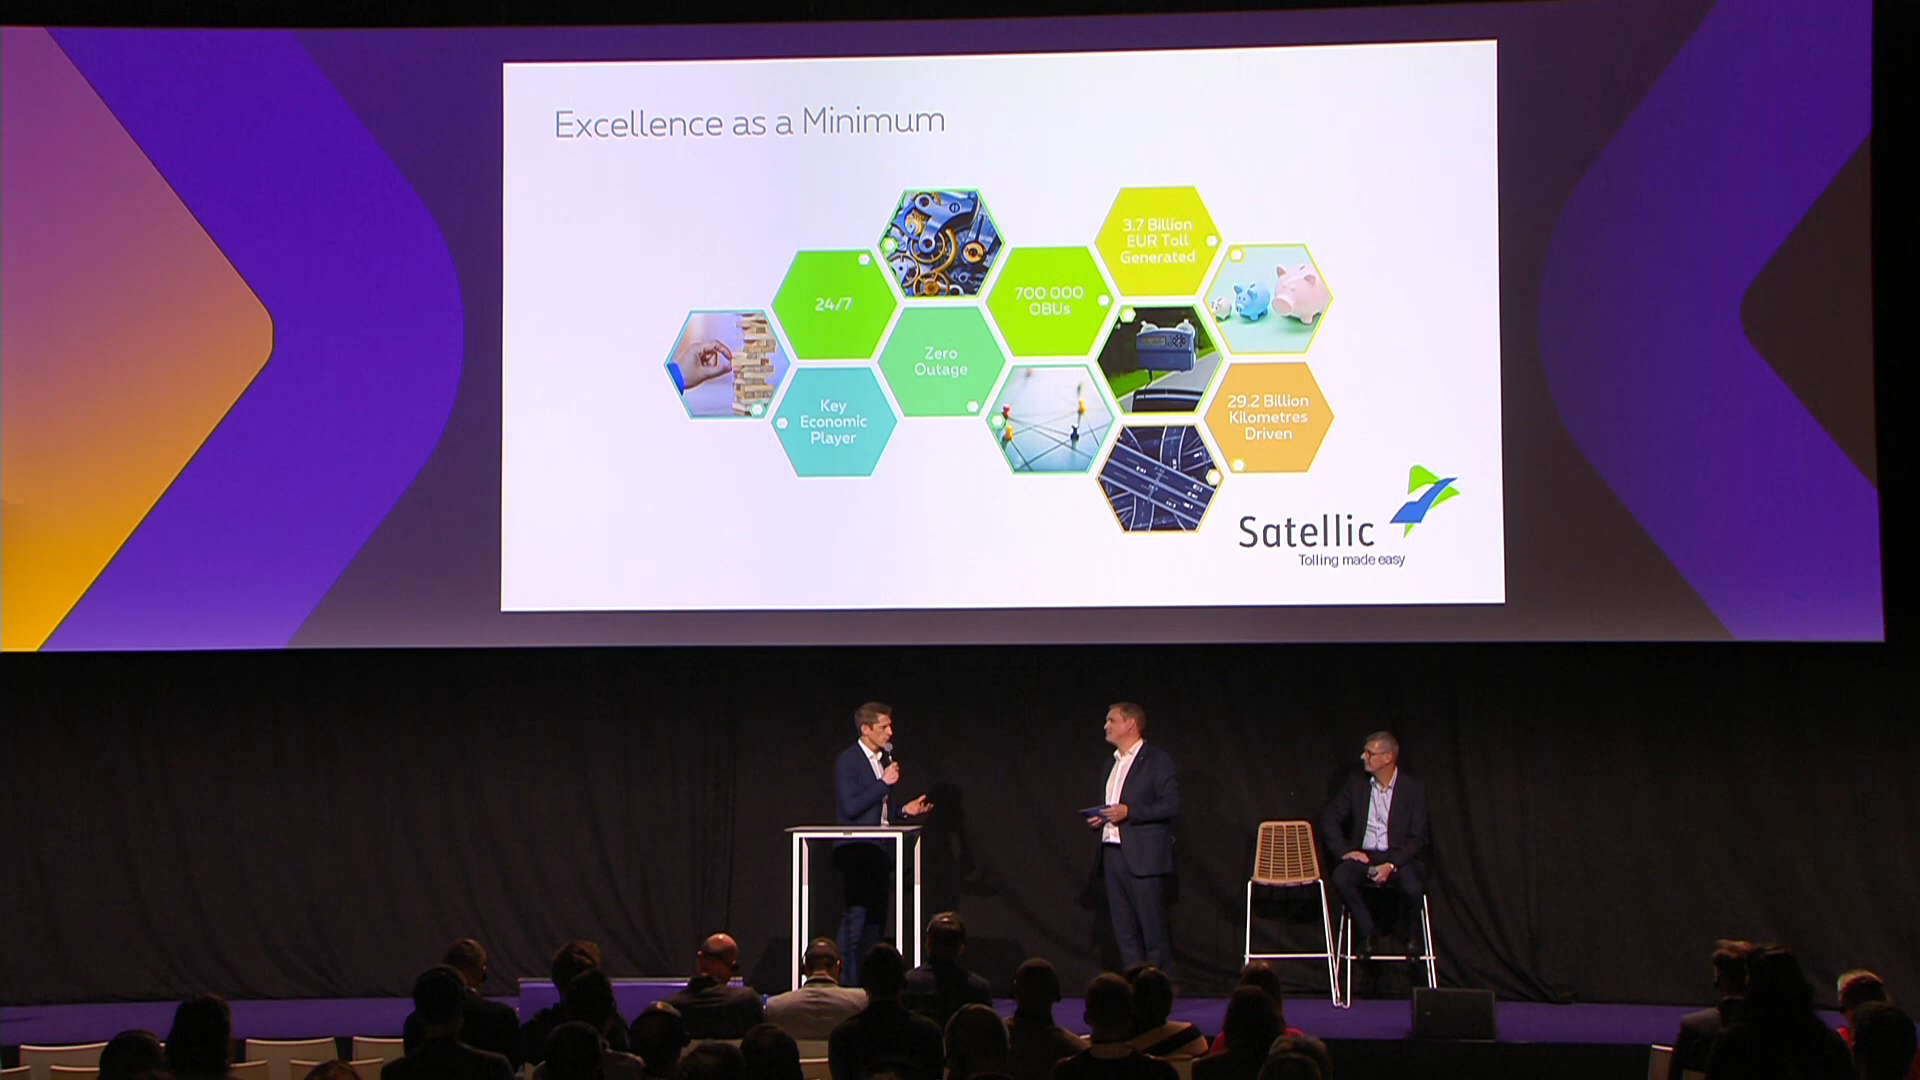 Excellence as a Minimum
3.7 Billion
EUR Toll
Generated
24/7
700 000
OBUs
Zero
Outage
Key
Economic
Player
29.2 Billion
Kilometres
Driven
Satellic
Tolling made easy